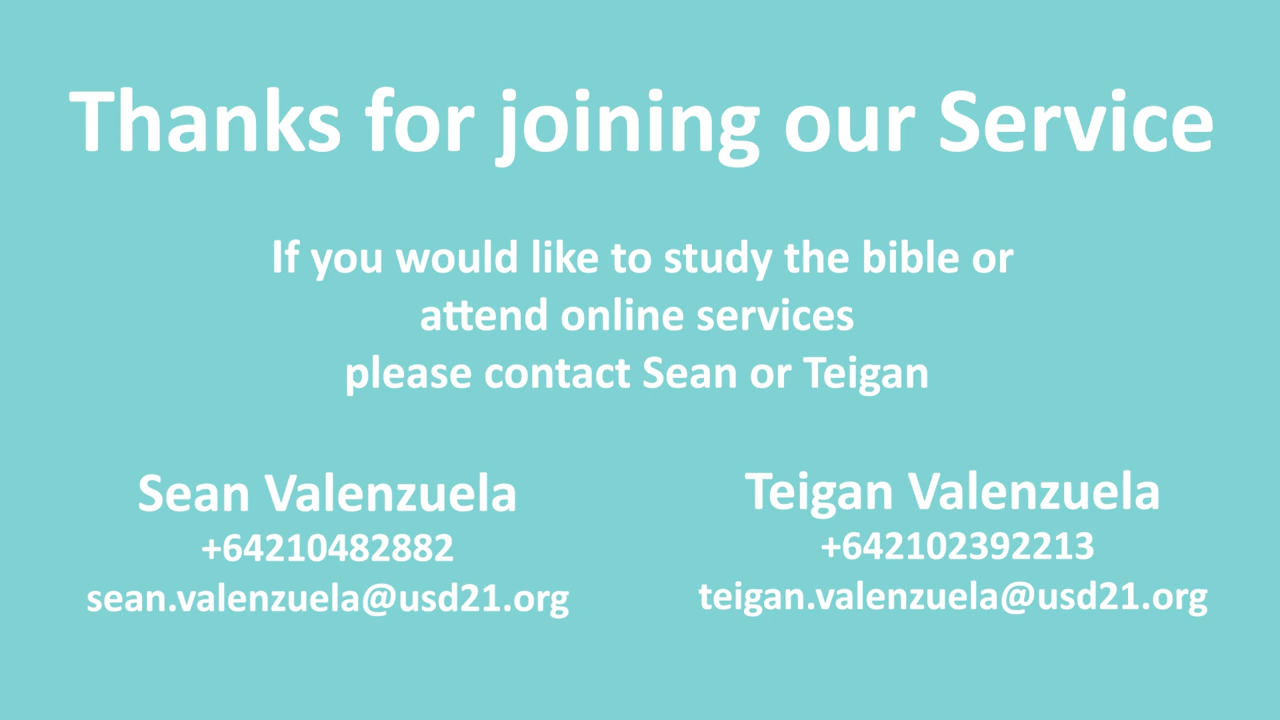 Thanks for joining our Service
If you would like to study the bible or
attend online services
please contact Sean or Teigan
Sean Valenzuela
+64210482882
sean.valenzuela@usd21.org
Teigan Valenzuela
+642102392213
teigan.valenzuela@usd21.org